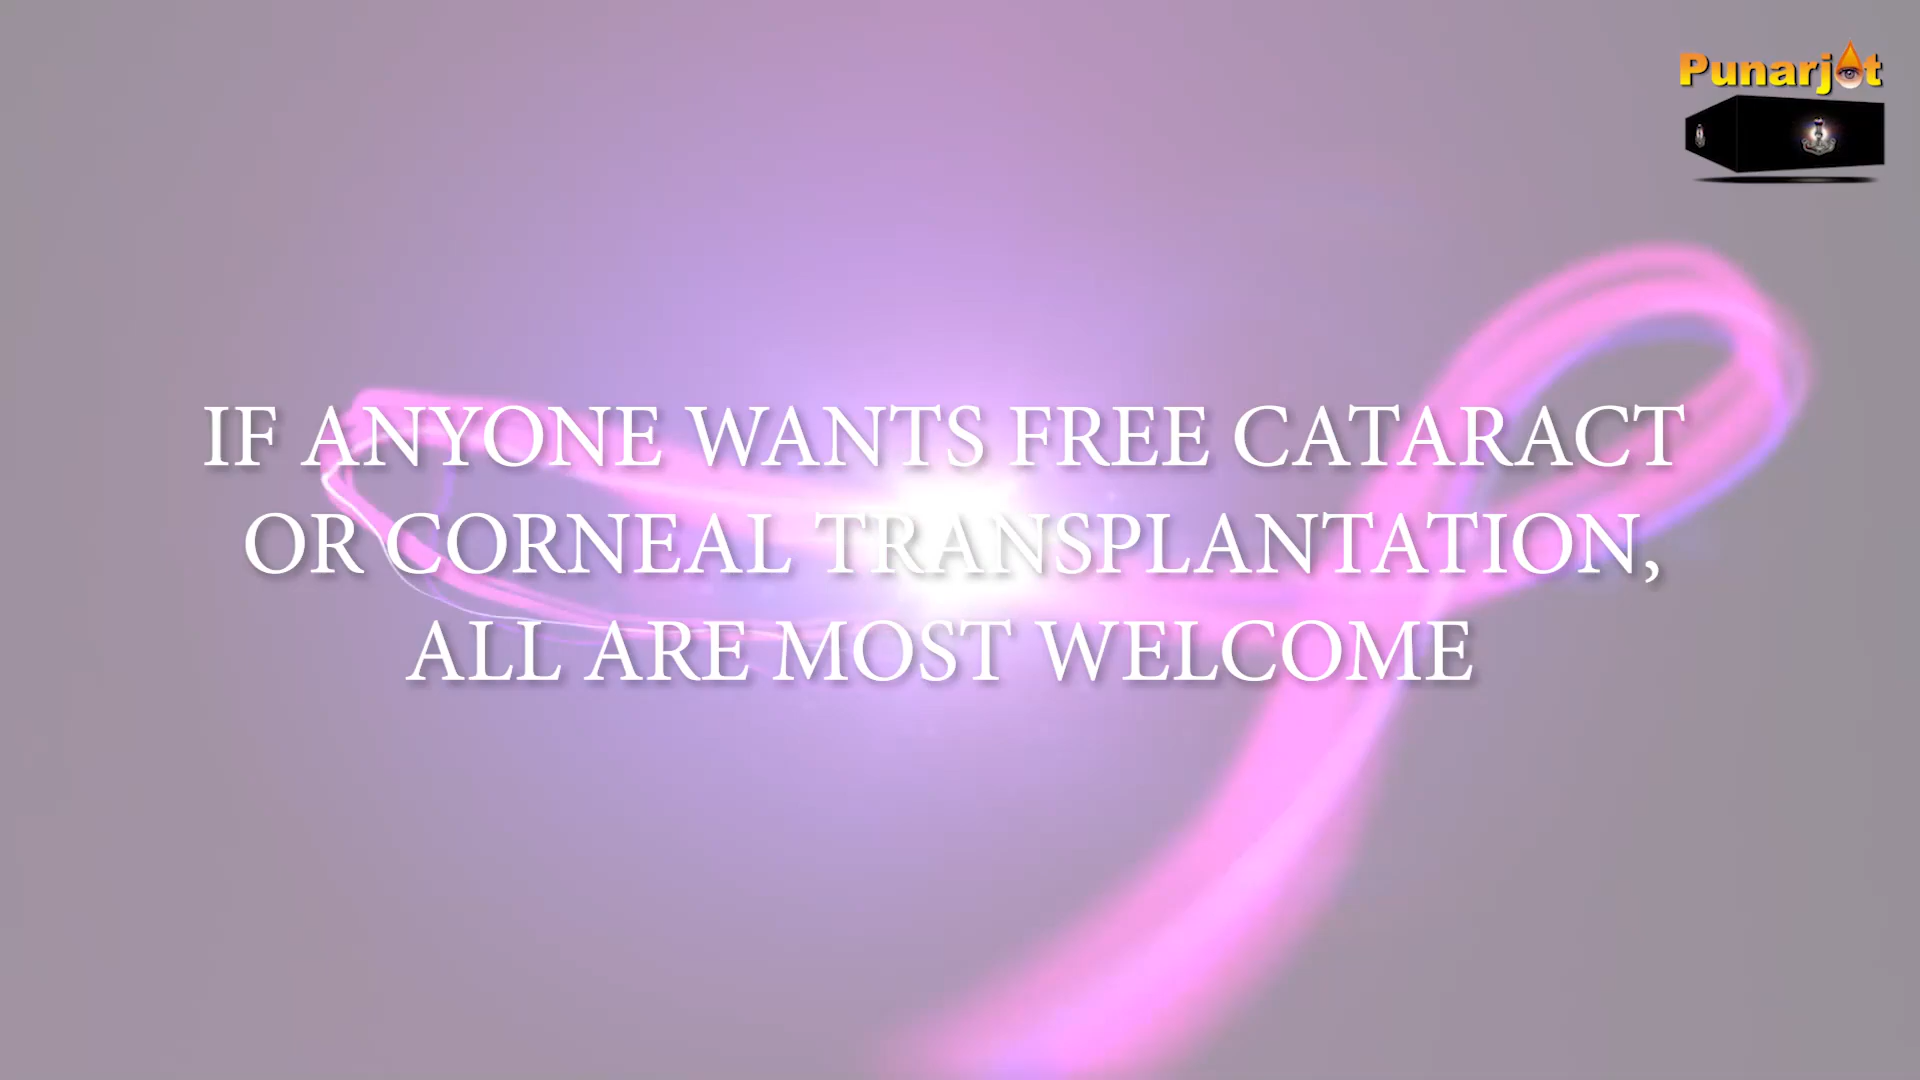 Punarjot
IF ANYONE WANTS FREE CATARACT
OR CORNEAL TRANSPLANTATION,
ALL ARE MOST WELCOME